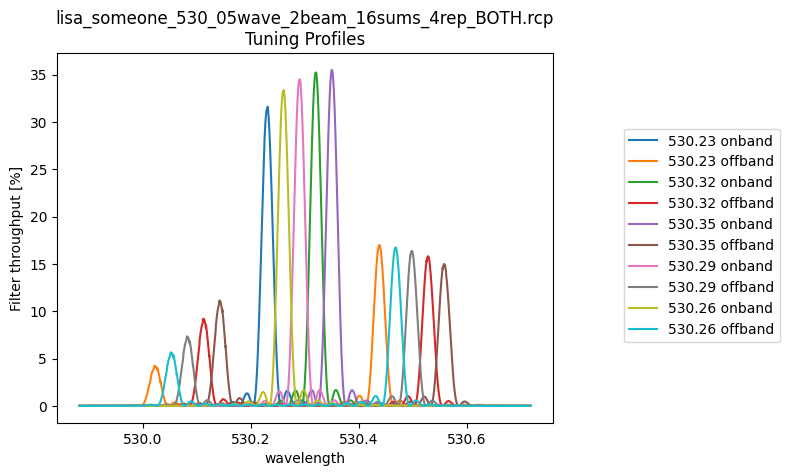 lisa_someone_530_05wave_2beam_16sums_4rep_BOTH.rcp
Tuning Profiles
Filter throughput [%]
35
30
25
20
15
10
5
0
530.0
530.2
530.4
530.6
wavelength
530.23 onband
530.23 offband
530.32 onband
530.32 offband
530.35 onband
530.35 offband
530.29 onband
530.29 offband
530.26 onband
530.26 offband